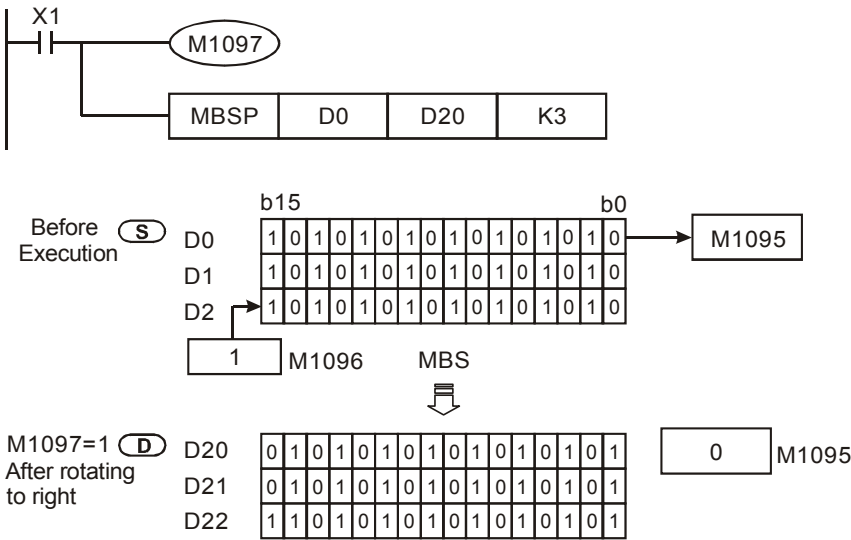 X1
M1097
MBSP D0 D20 K3
b15 b0
Before Execution S D0 1 0 1 0 1 0 1 0 1 0 1 0 1 0 1 0 M1095
D1 1 0 1 0 1 0 1 0 1 0 1 0 1 0 1 0
D2 1 0 1 0 1 0 1 0 1 0 1 0 1 0 1 0
1 M1096 MBS
M1097=1 D D20 0 1 0 1 0 1 0 1 0 1 0 1 0 1 0 1 0 M1095
After rotating D21 0 1 0 1 0 1 0 1 0 1 0 1 0 1 0 1
to right D22 1 1 0 1 0 1 0 1 0 1 0 1 0 1 0 1